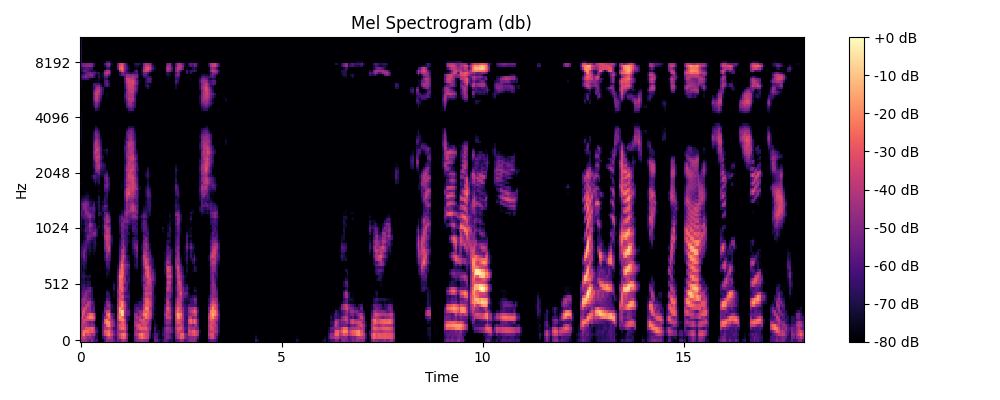 Mel Spectrogram (db)
8192
4096
2048
1024
512
0
Hz
0 5 10 15
Time
+0 dB
-10 dB
-20 dB
-30 dB
-40 dB
-50 dB
-60 dB
-70 dB
-80 dB